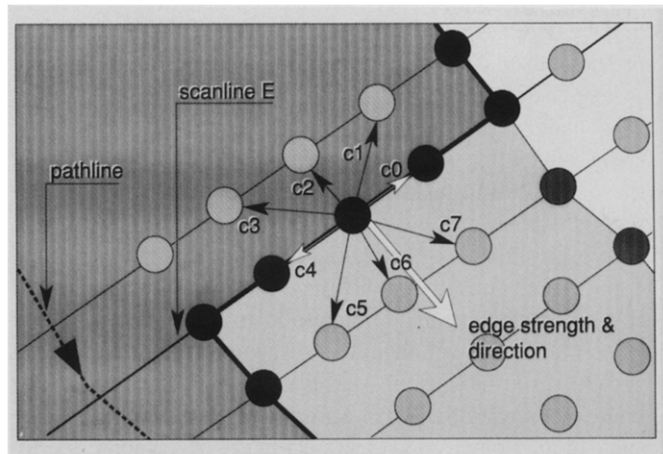 scanline E
pathline
c1
c0
c2
c3
c7
c4
c6
c5
edge strength &
direction